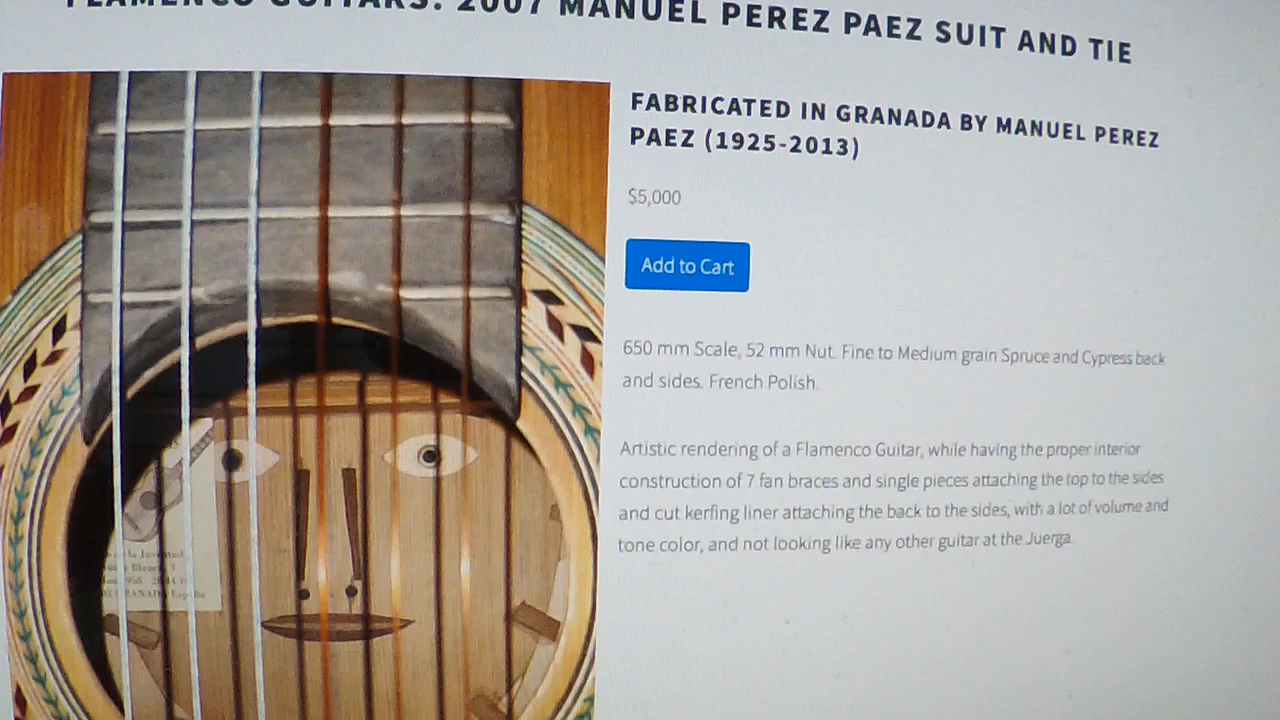 FLAMENCO GUITARS: 2007 MANUEL PEREZ PAEZ SUIT AND TIE
FABRICATED IN GRANADA BY MANUEL PEREZ
PAEZ (1925-2013)
$5,000
Add to Cart
650 mm Scale, 52 mm Nut. Fine to Medium grain Spruce and Cypress back
and sides. French Polish.
Artistic rendering of a Flamenco Guitar, while having the proper interior
construction of 7 fan braces and single pieces attaching the top to the sides
and cut kerfing liner attaching the back to the sides, with a lot of volume and
tone color, and not looking like any other guitar at the Juerga.
GRANADA